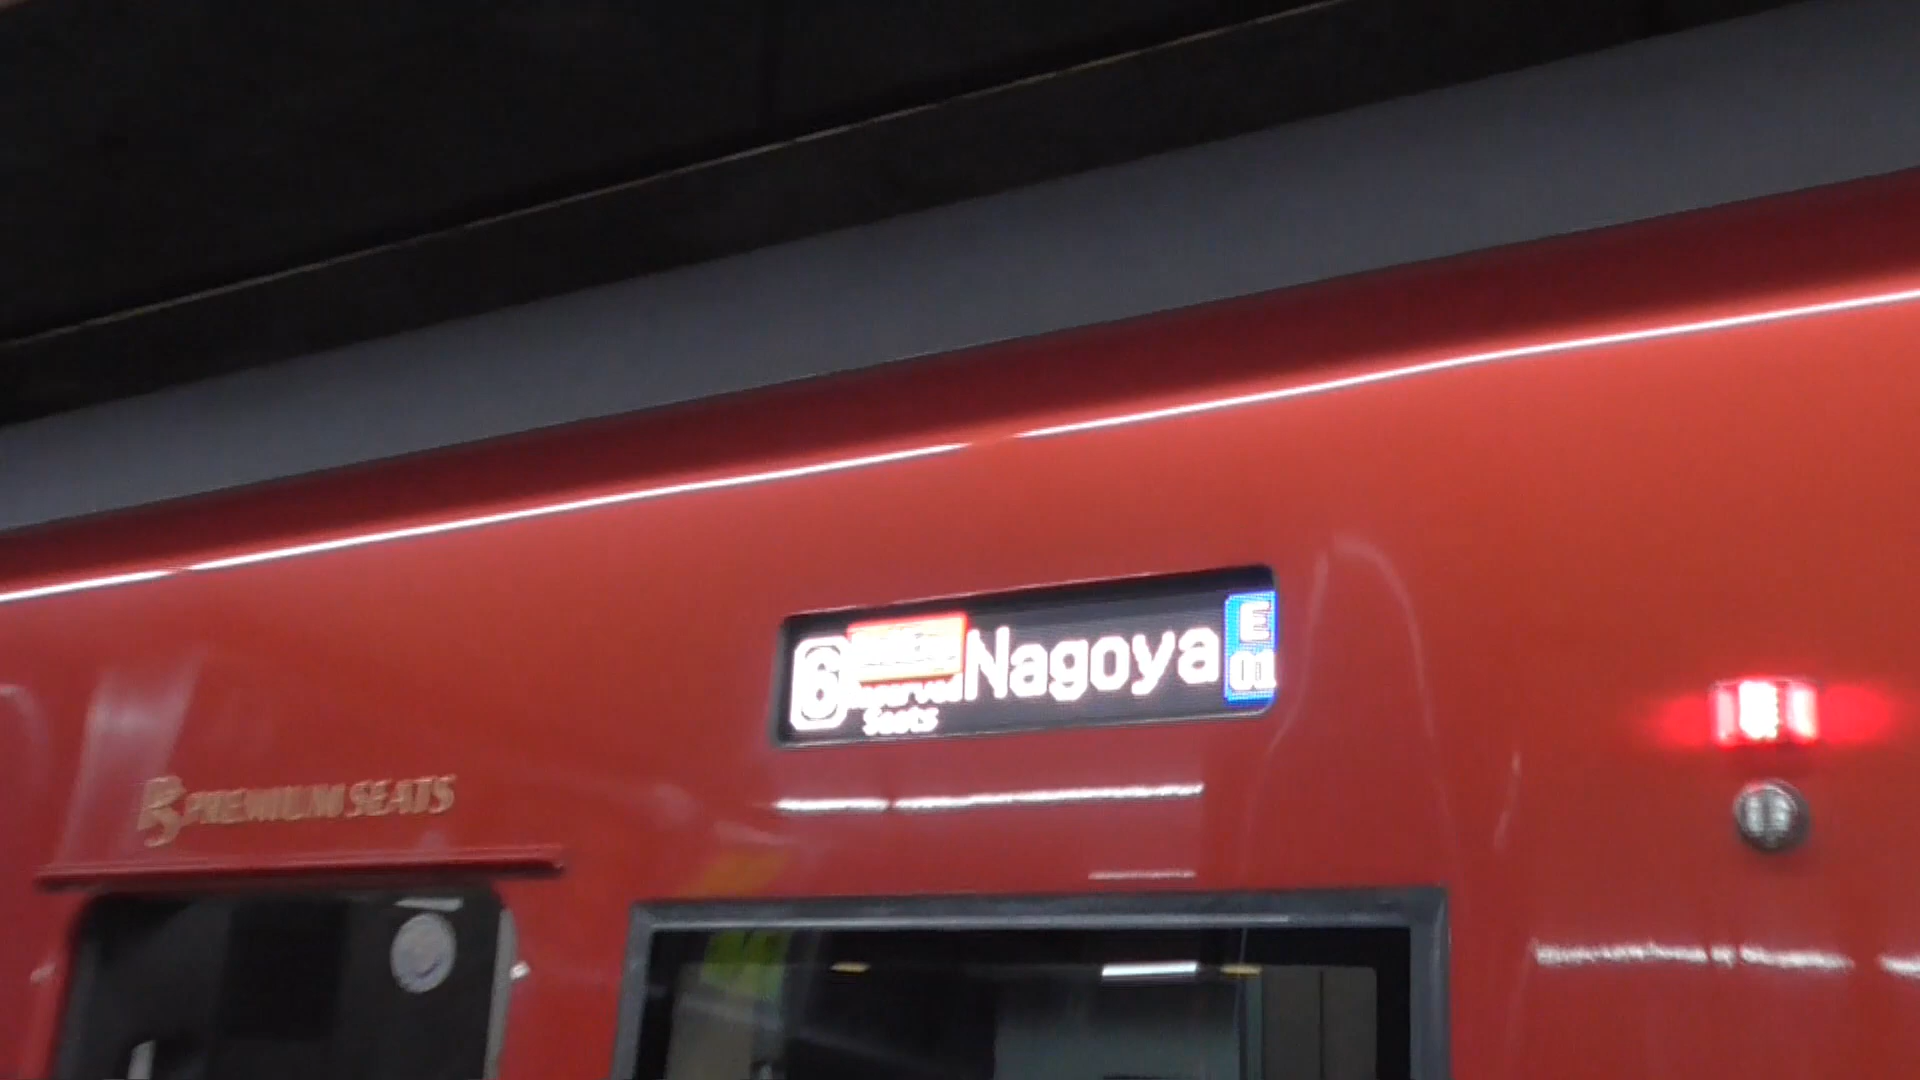 6
Reserved
Seats
Nagoya
E
01
PREMIUM SEATS